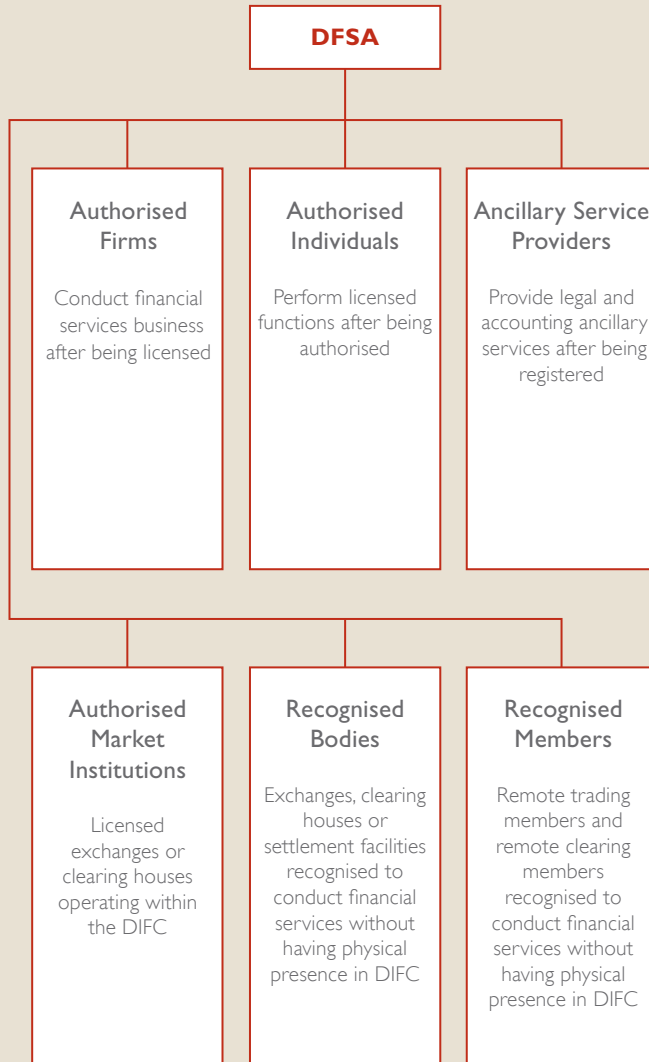 DFSA
Authorised
Firms
Conduct financial
services business
after being licensed
Authorised
Individuals
Perform licensed
functions after being
authorised
Ancillary Service
Providers
Provide legal and
accounting ancillary
services after being
registered
Authorised
Market
Institutions
Licensed
exchanges or
clearing houses
operating within
the DIFC
Recognised
Bodies
Exchanges, clearing
houses or
settlement facilities
recognised to
conduct financial
services without
having physical
presence in DIFC
Recognised
Members
Remote trading
members and
remote clearing
members
recognised to
conduct financial
services without
having physical
presence in DIFC